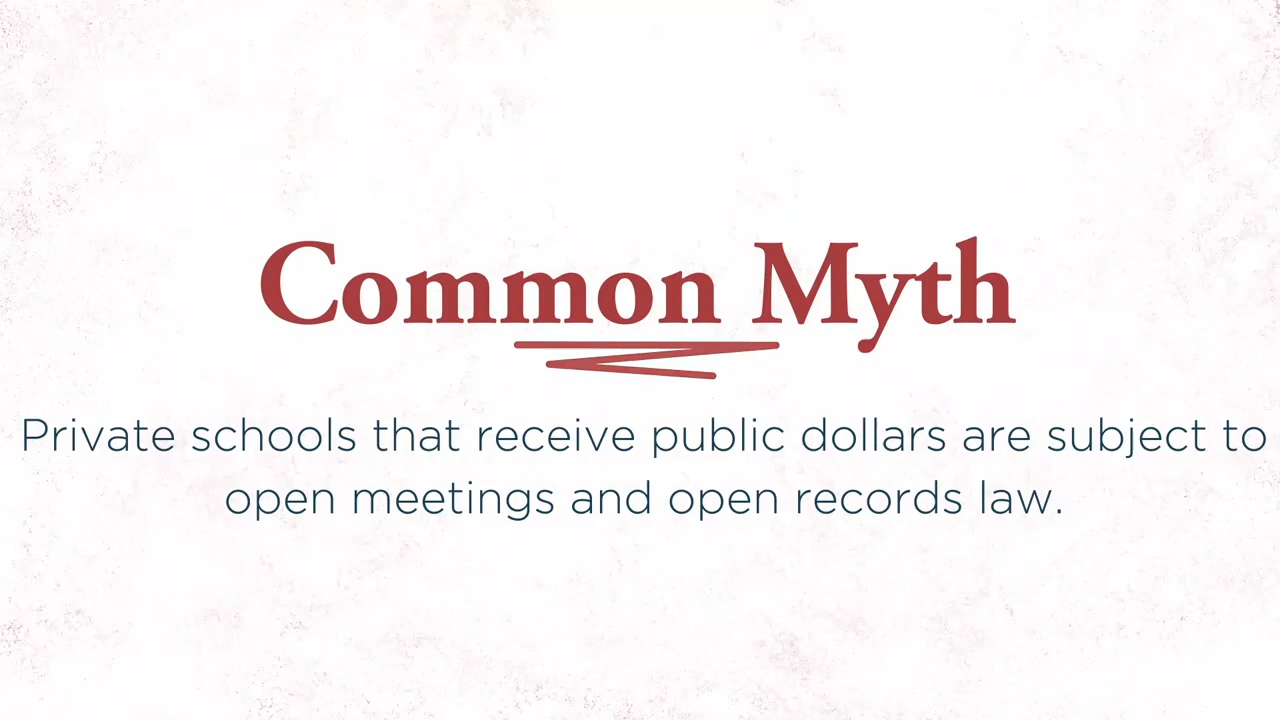 Common Myth
Private schools that receive public dollars are subject to
open meetings and open records law.